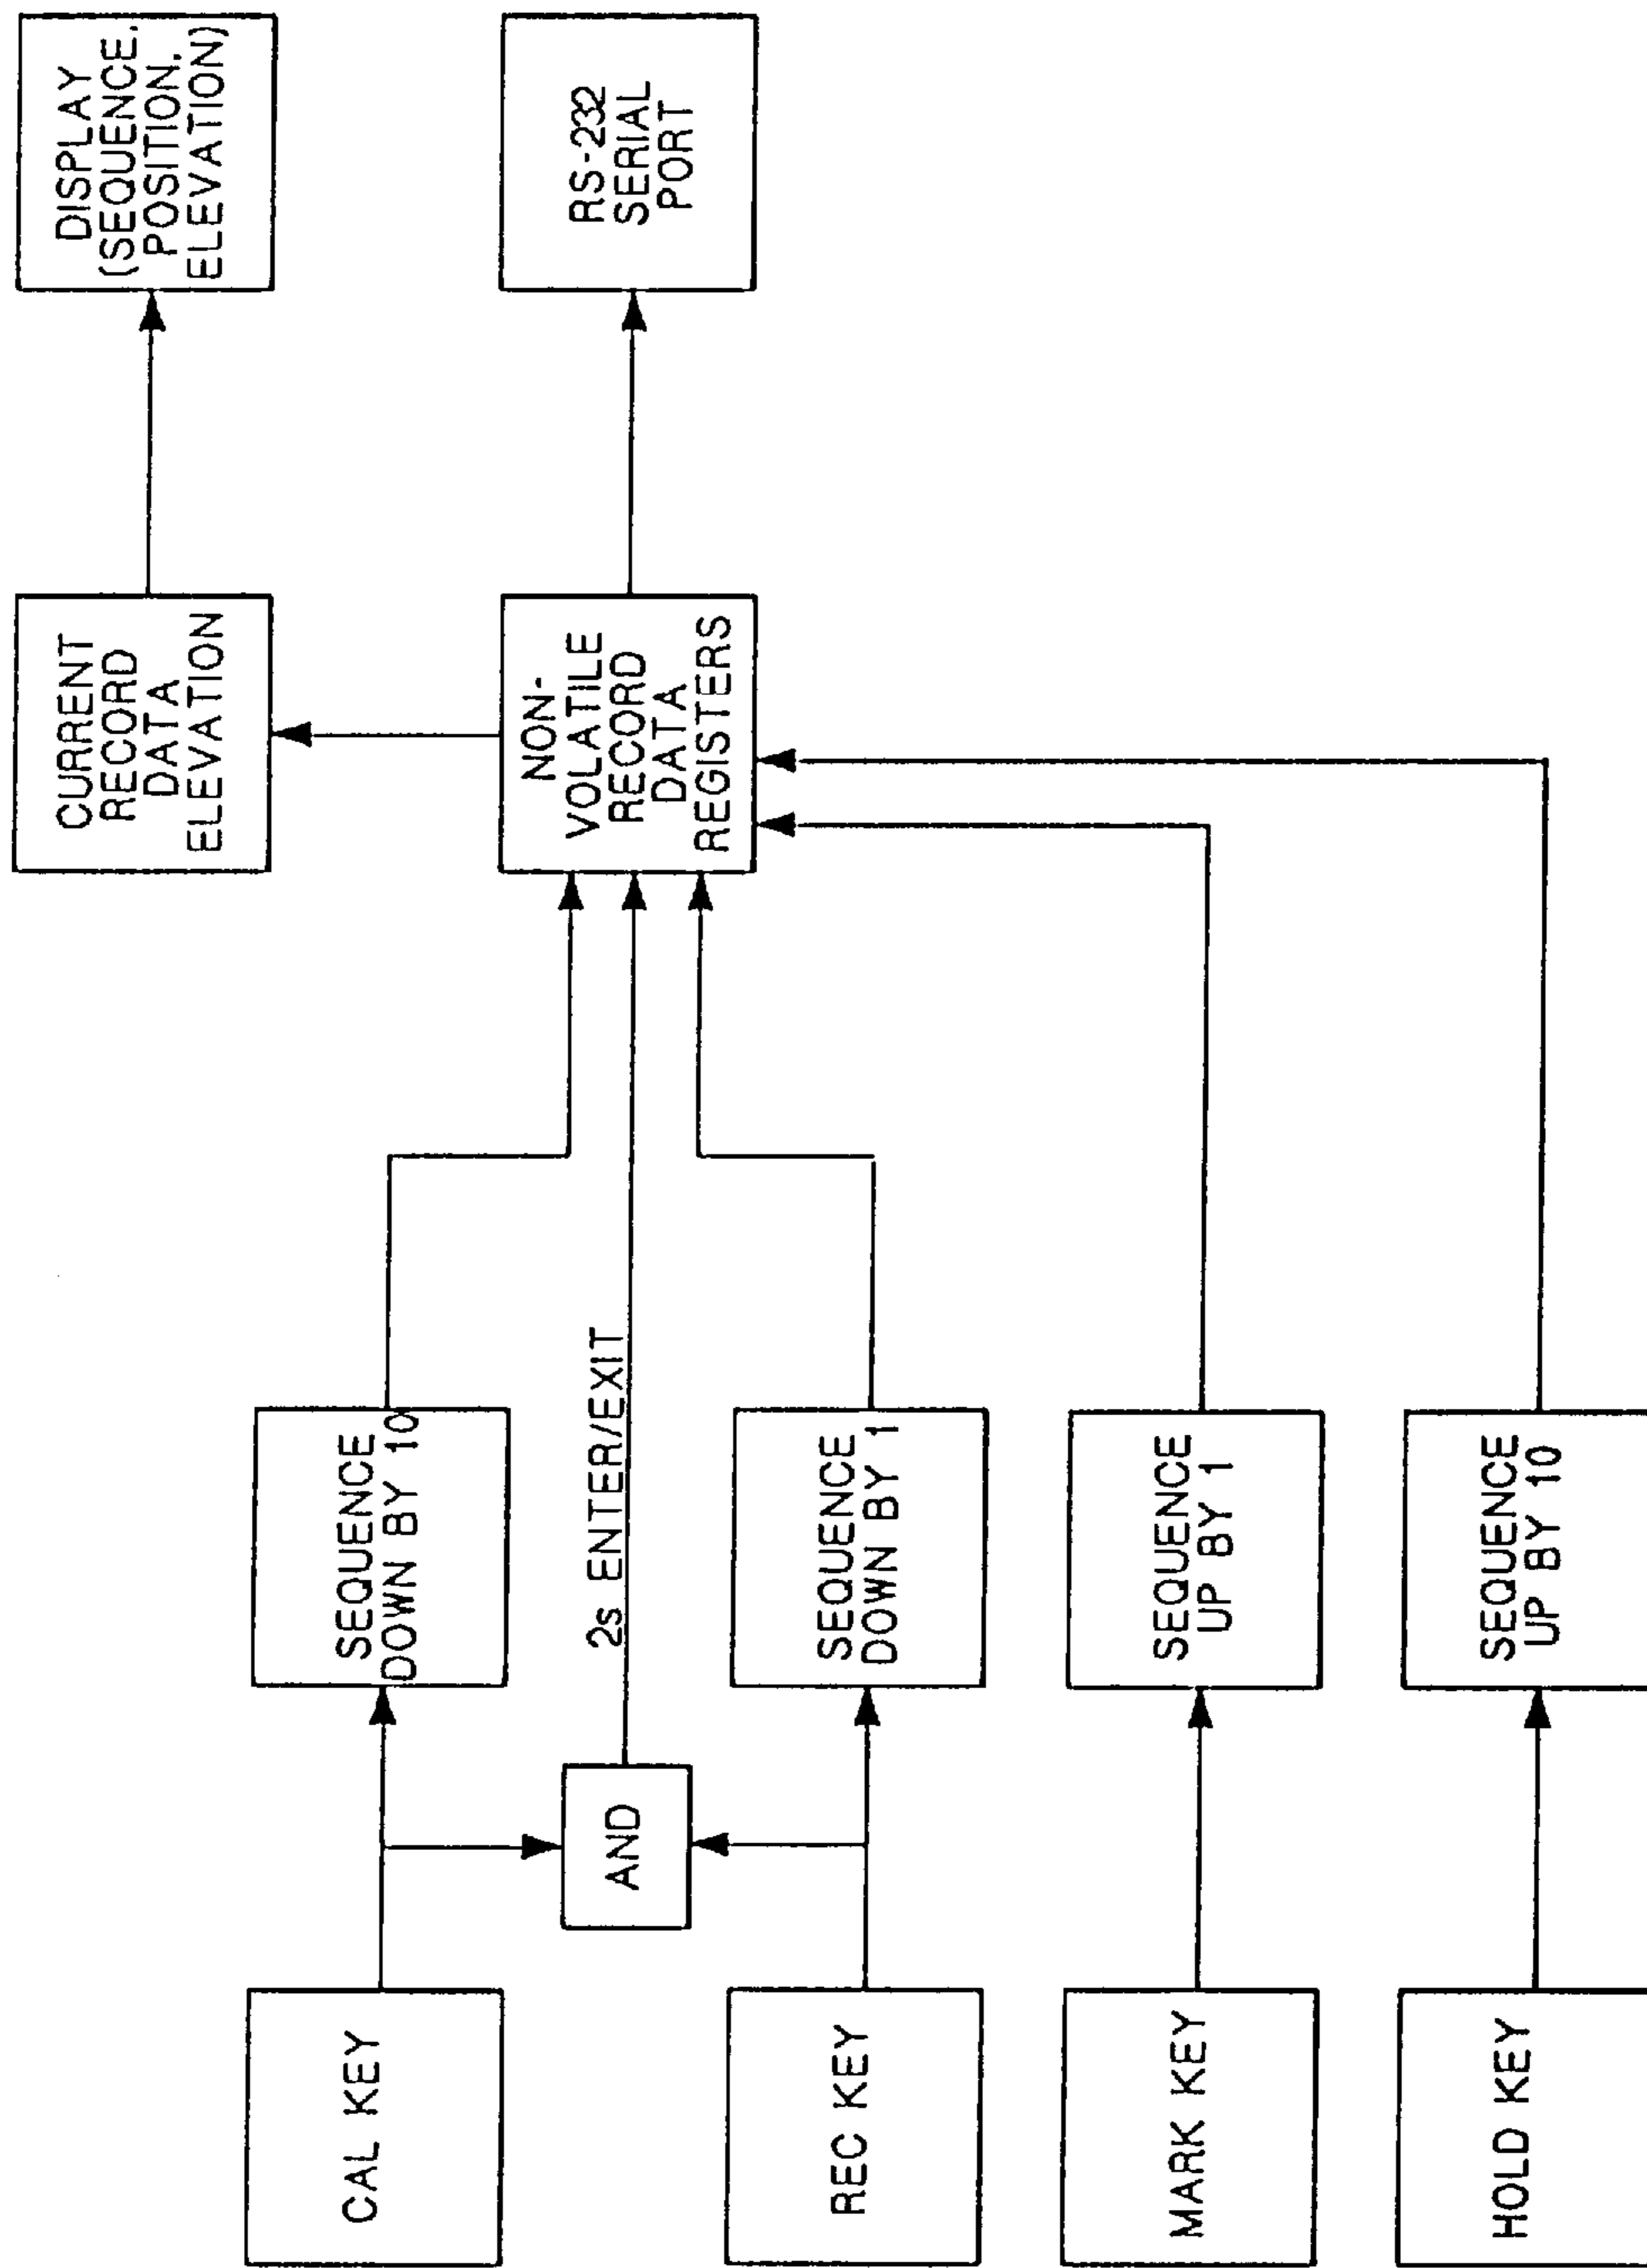 CAL KEY
REC KEY
MARK KEY
HOLD KEY
AND
SEQUENCE
DOWN BY 10
2s ENTER/EXIT
SEQUENCE
DOWN BY 1
SEQUENCE
UP BY 1
SEQUENCE
UP BY 10
CURRENT
RECORD
DATA
ELEVATION
NON-
VOLATILE
RECORD
DATA
REGISTERS
DISPLAY
(SEQUENCE,
POSITION,
ELEVATION)
RS-232
SERIAL
PORT